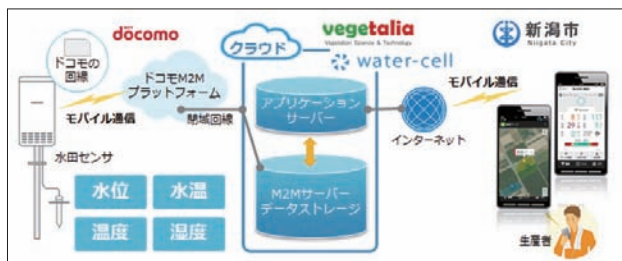 docomo
vegetalia
Vegetation Science & Technology
water-cell
新潟市
Niigata City
ドコモの
回線
ドコモM2M
プラットフォーム
クラウド
モバイル通信
閉域回線
アプリケーション
サーバー
インターネット
モバイル通信
水田センサ
水位
水温
温度
湿度
M2Mサーバー
データストレージ
生産者